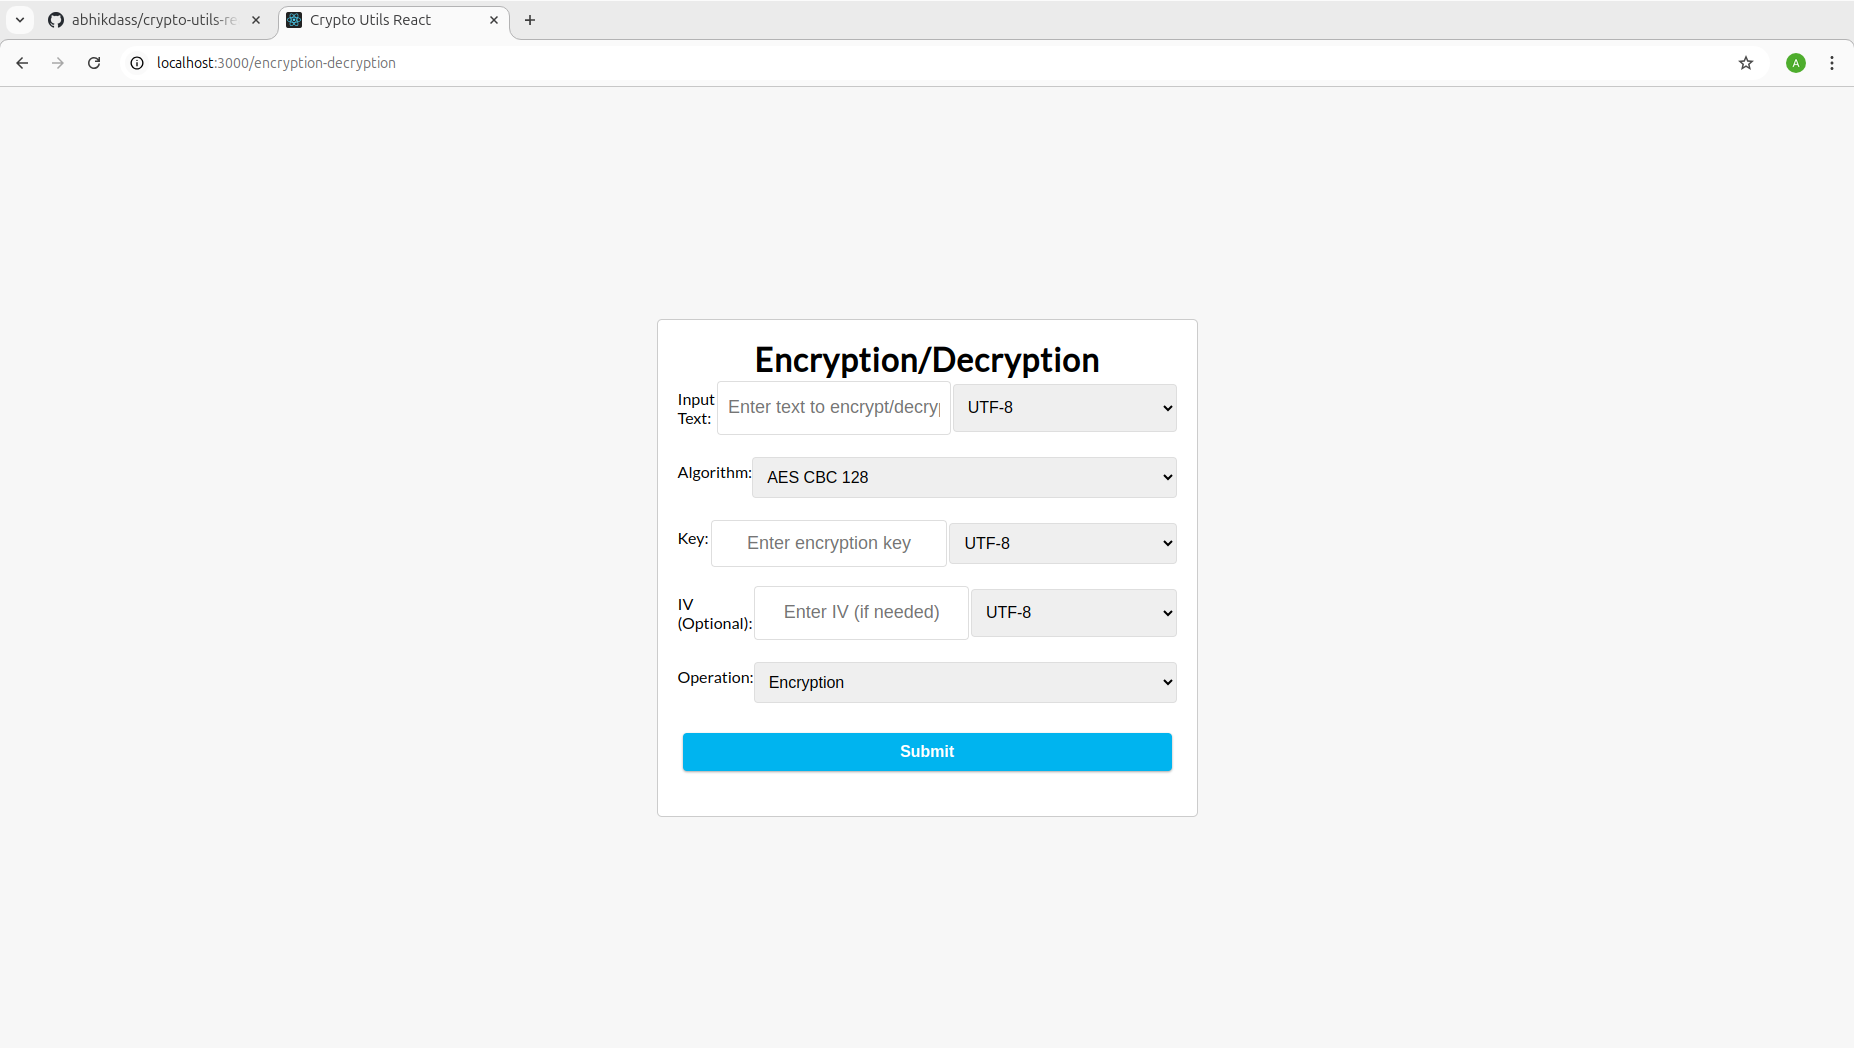 abhikdass/crypto-utils-re
Crypto Utils React
localhost:3000/encryption-decryption
A
Encryption/Decryption
Input Text:
Enter text to encrypt/decryp
UTF-8
Algorithm:
AES CBC 128
Key:
Enter encryption key
UTF-8
IV (Optional):
Enter IV (if needed)
UTF-8
Operation:
Encryption
Submit